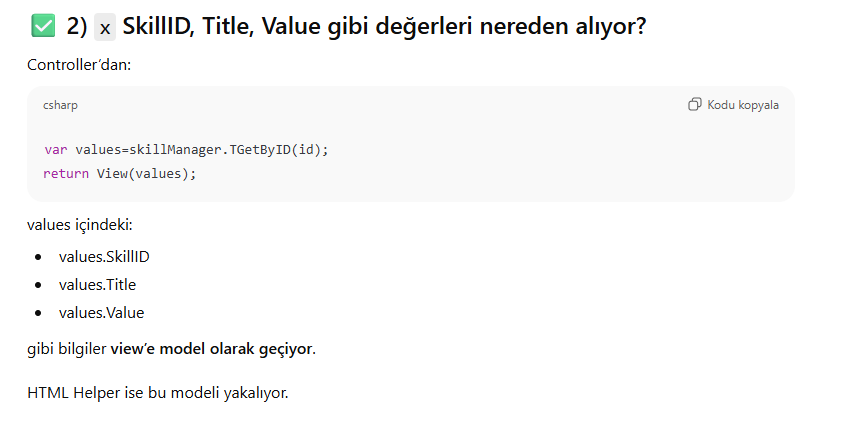 ✅ 2) x SkillID, Title, Value gibi değerleri nereden alıyor?
Controller’dan:
csharp
Kodu kopyala
var values=skillManager.TGetByID(id);
return View(values);
values içindeki:
• values.SkillID
• values.Title
• values.Value
gibi bilgiler view’e model olarak geçiyor.
HTML Helper ise bu modeli yakalıyor.